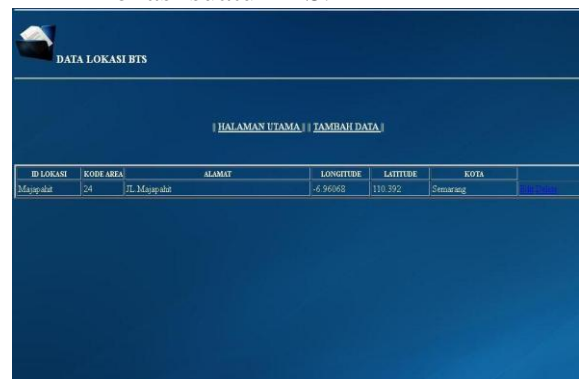 DATA LOKASI BTS
|| HALAMAN UTAMA || || TAMBAH DATA ||
ID LOKASI KODE AREA ALAMAT LONGITUDE LATITUDE KOTA
Majapahit 24 JL. Majapahit -6.96068 110.392 Semarang